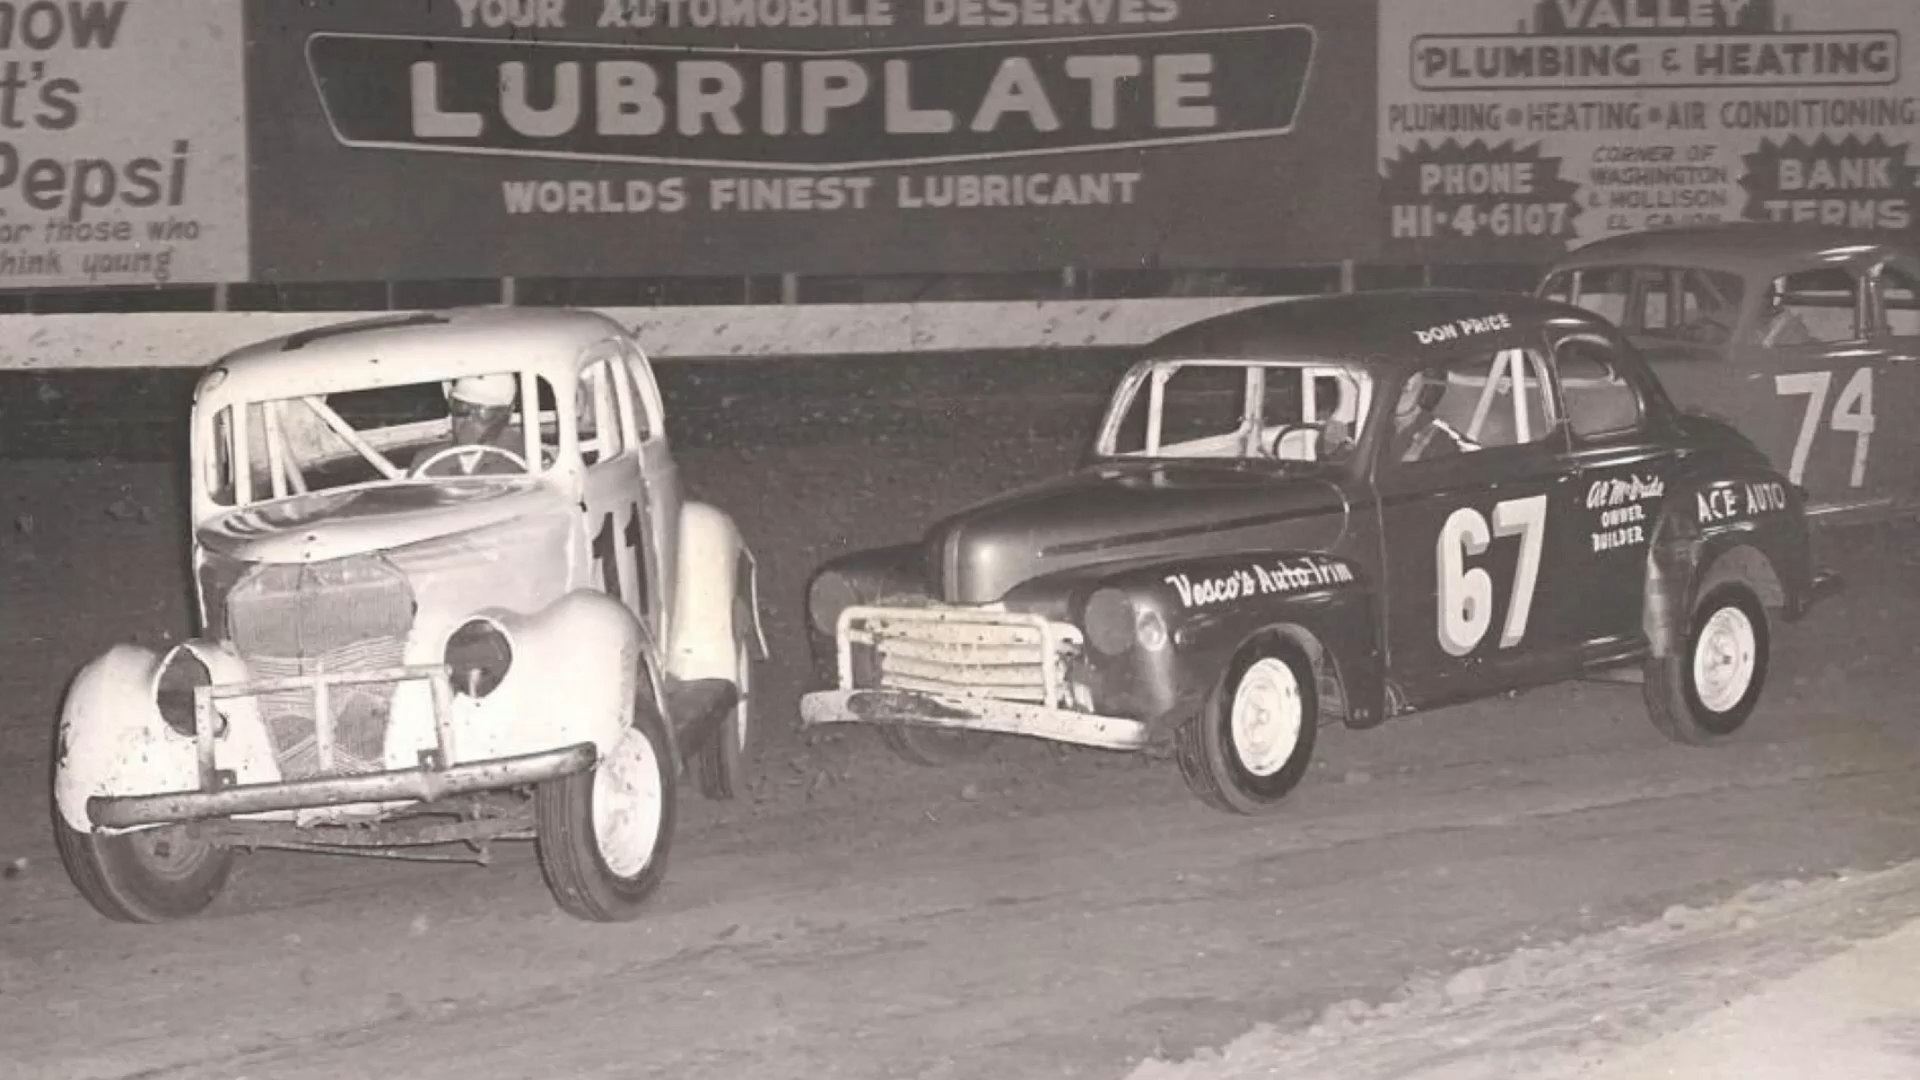 now
t's
Pepsi
or those who
hink young
YOUR AUTOMOBILE DESERVES
LUBRIPLATE
WORLDS FINEST LUBRICANT
VALLEY
PLUMBING & HEATING
PLUMBING • HEATING • AIR CONDITIONING
PHONE
HI·4·6107
CORNER OF
WASHINGTON
& MOLLISON
EL CAJON
BANK
TERMS
11
DON PRICE
67
Al McBride
OWNER
BUILDER
ACE AUTO
Vesco's Auto Trim
74